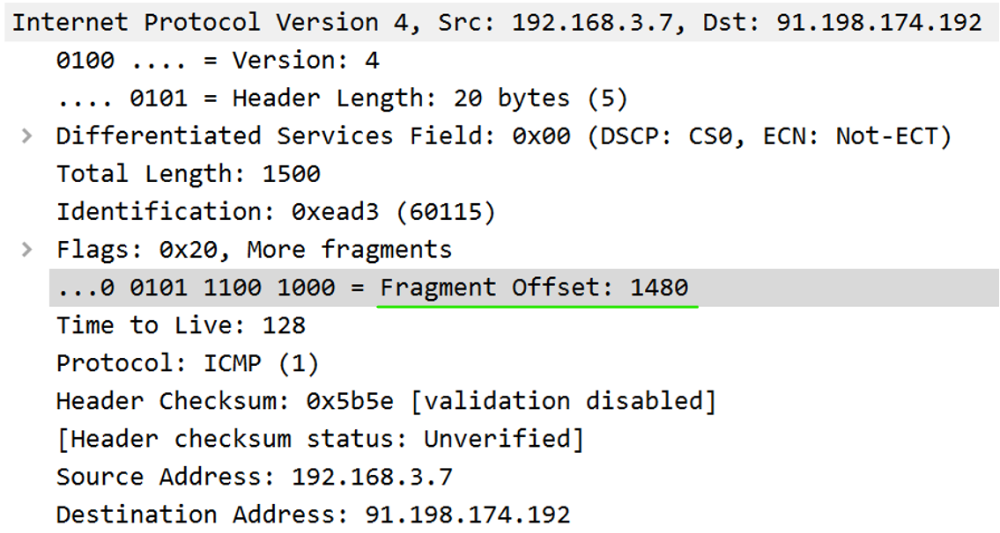 Internet Protocol Version 4, Src: 192.168.3.7, Dst: 91.198.174.192
0100 .... = Version: 4
.... 0101 = Header Length: 20 bytes (5)
Differentiated Services Field: 0x00 (DSCP: CS0, ECN: Not-ECT)
Total Length: 1500
Identification: 0xead3 (60115)
Flags: 0x20, More fragments
...0 0101 1100 1000 = Fragment Offset: 1480
Time to Live: 128
Protocol: ICMP (1)
Header Checksum: 0x5b5e [validation disabled]
[Header checksum status: Unverified]
Source Address: 192.168.3.7
Destination Address: 91.198.174.192